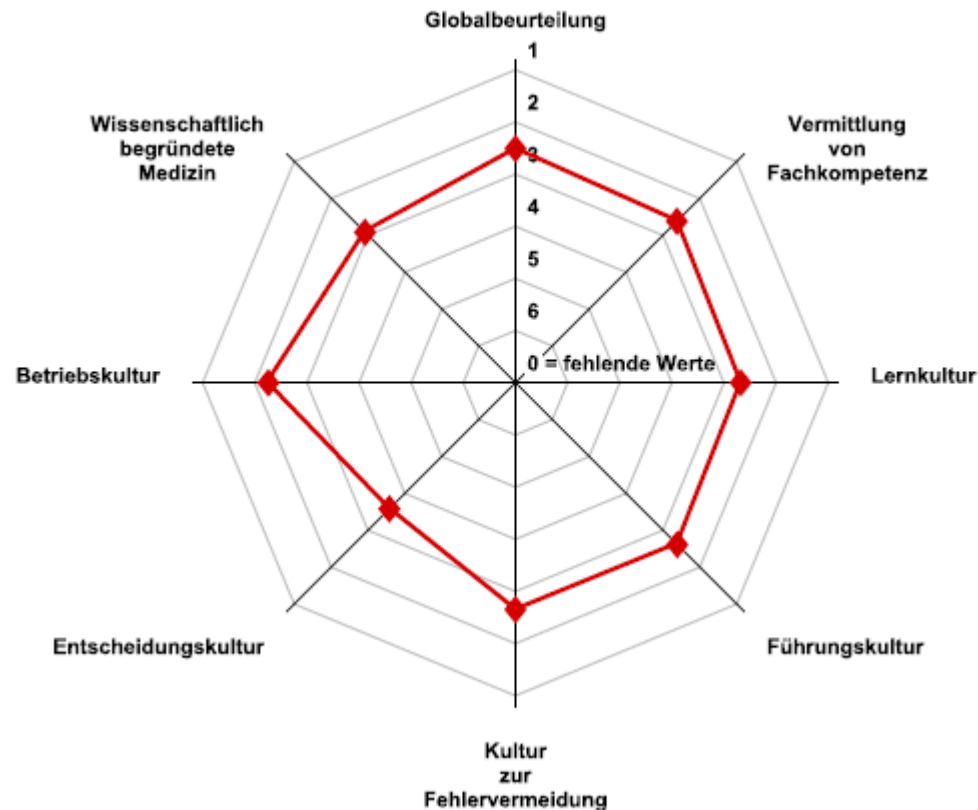 Globalbeurteilung
1
2
3
4
5
6
0 = fehlende Werte
Vermittlung
von
Fachkompetenz
Lernkultur
Führungskultur
Kultur
zur
Fehlervermeidung
Entscheidungskultur
Betriebskultur
Wissenschaftlich
begründete
Medizin